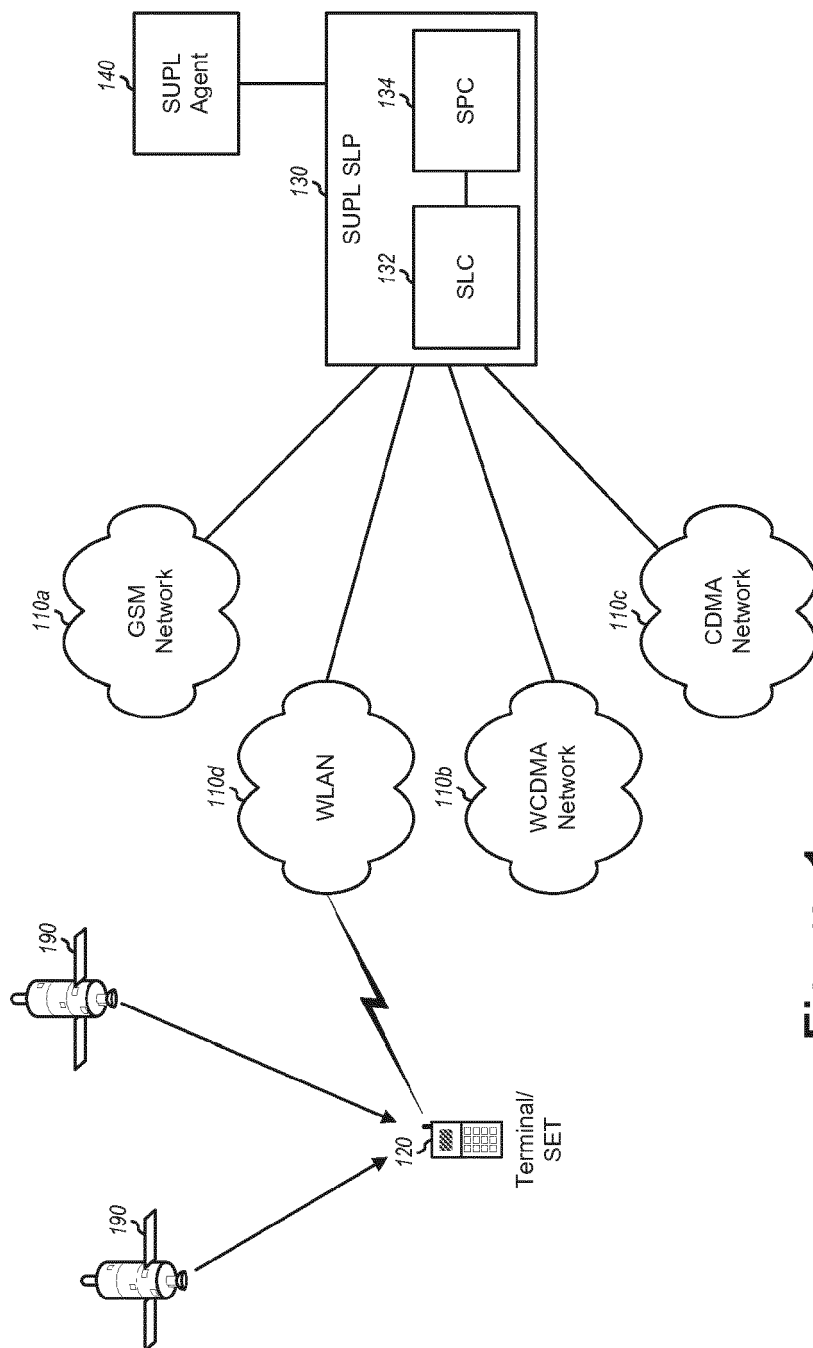 190
190
120
Terminal/
SET
110a
GSM
Network
110d
WLAN
110b
WCDMA
Network
110c
CDMA
Network
140
SUPL
Agent
130
SUPL SLP
132
SLC
134
SPC